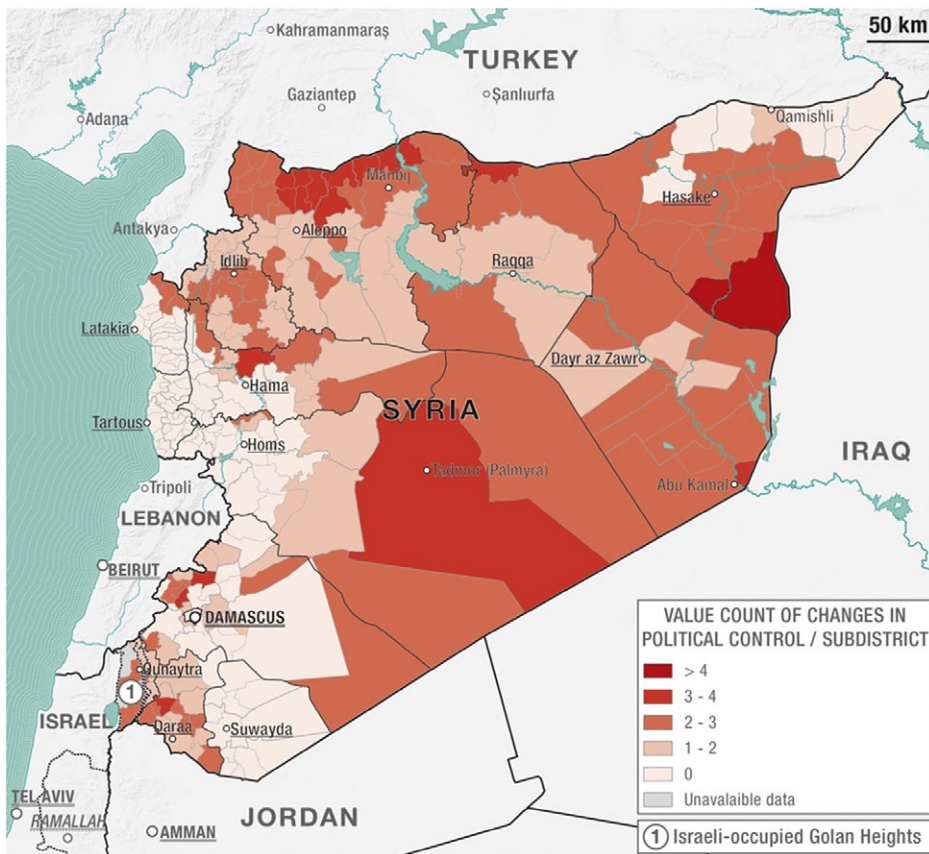 50 km
Kahramanmaraş
TURKEY
Gaziantep
Şanlıurfa
Adana
Qamishli
Manbij
Hasake
Antakya
Aleppo
Idlib
Raqqa
Latakia
Dayr az Zawr
Hama
SYRIA
Tartous
Homs
IRAQ
Tadmor (Palmyra)
Abu Kamal
Tripoli
LEBANON
BEIRUT
DAMASCUS
VALUE COUNT OF CHANGES IN
POLITICAL CONTROL / SUBDISTRICT
> 4
3 - 4
2 - 3
1 - 2
0
Unavalaible data
Qunaytra
1
ISRAEL
Daraa
Suwayda
TEL AVIV
RAMALLAH
AMMAN
JORDAN
1 Israeli-occupied Golan Heights